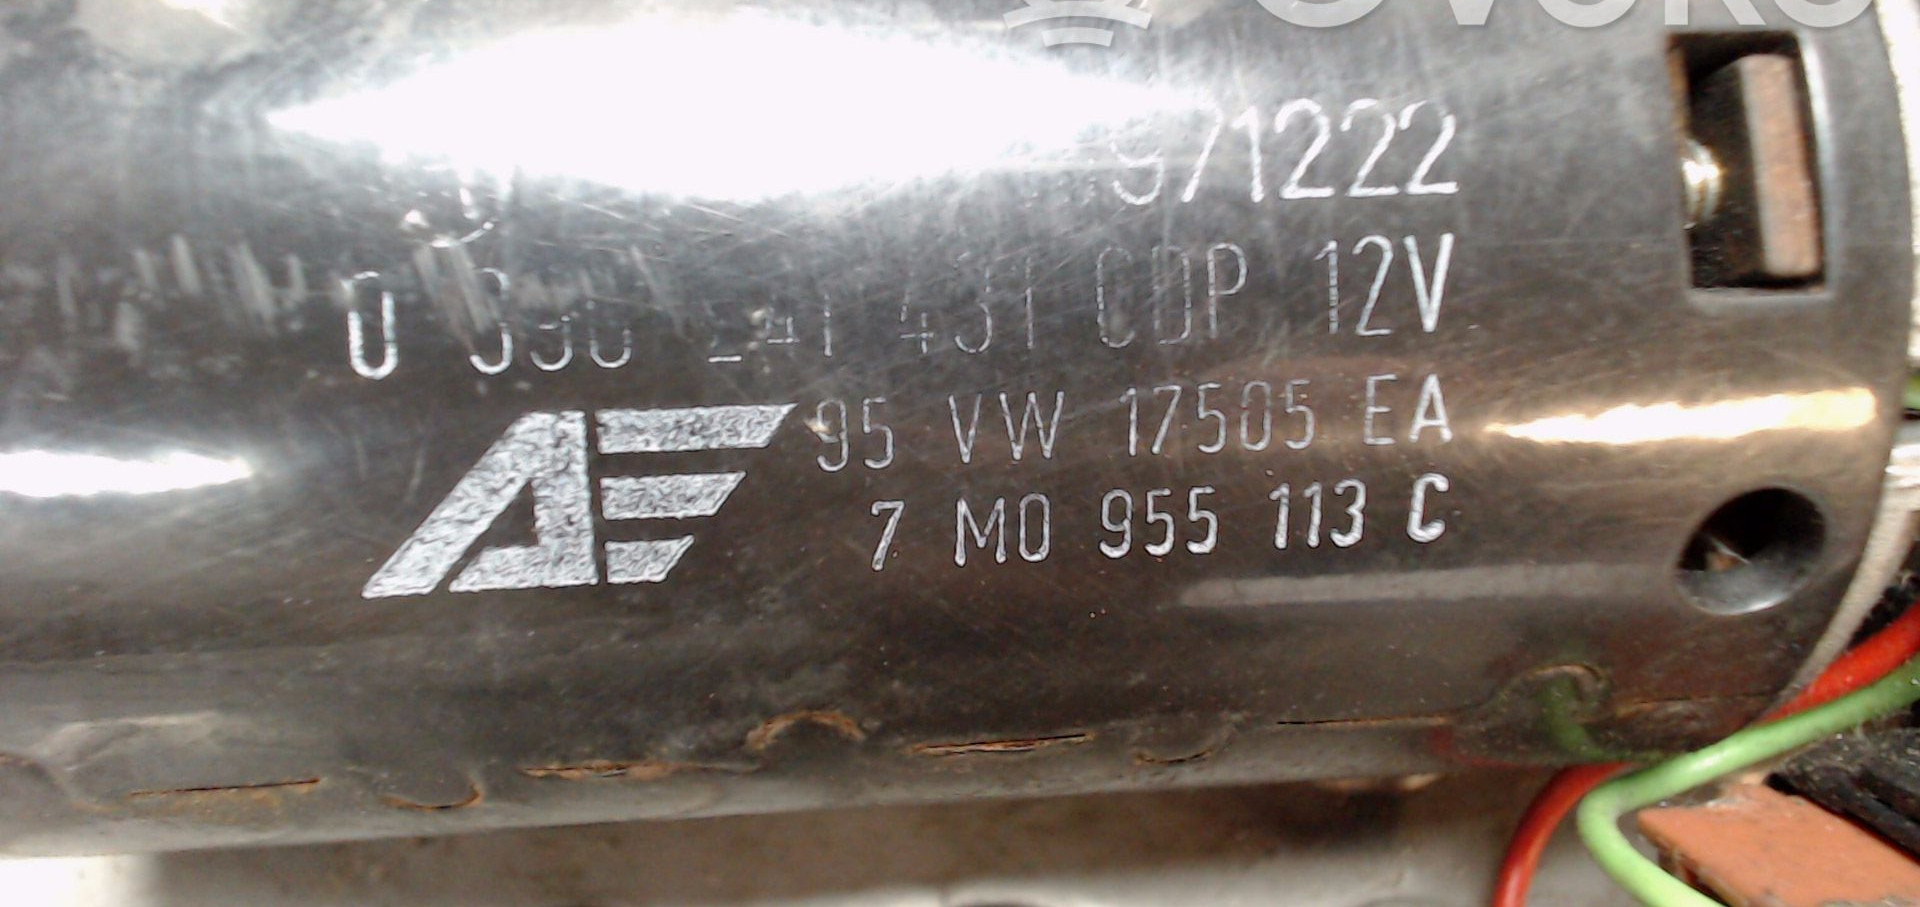 971222
0 390 241 431 CDP 12V
95 VW 17505 EA
7 M0 955 113 C